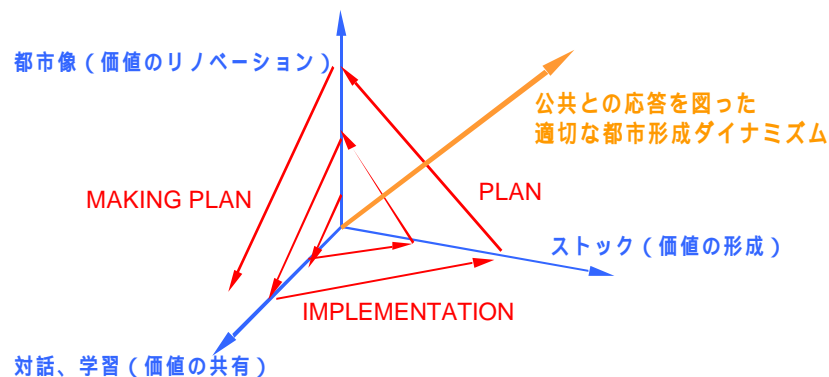 都市像（価値のリノベーション）
公共との応答を図った
適切な都市形成ダイナミズム
MAKING PLAN
PLAN
ストック（価値の形成）
IMPLEMENTATION
対話、学習（価値の共有）